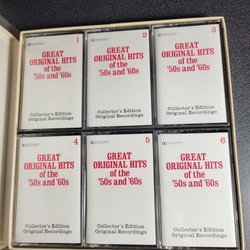 1
GREAT
ORIGINAL HITS
of the
'50s and '60s
Collector's Edition
Original Recordings
2
GREAT
ORIGINAL HITS
of the
'50s and '60s
Collector's Edition
Original Recordings
3
GREAT
ORIGINAL HITS
of the
'50s and '60s
Collector's Edition
Original Recordings
4
GREAT
ORIGINAL HITS
of the
'50s and '60s
Collector's Edition
Original Recordings
5
GREAT
ORIGINAL HITS
of the
'50s and '60s
Collector's Edition
Original Recordings
6
GREAT
ORIGINAL HITS
of the
'50s and '60s
Collector's Edition
Original Recordings